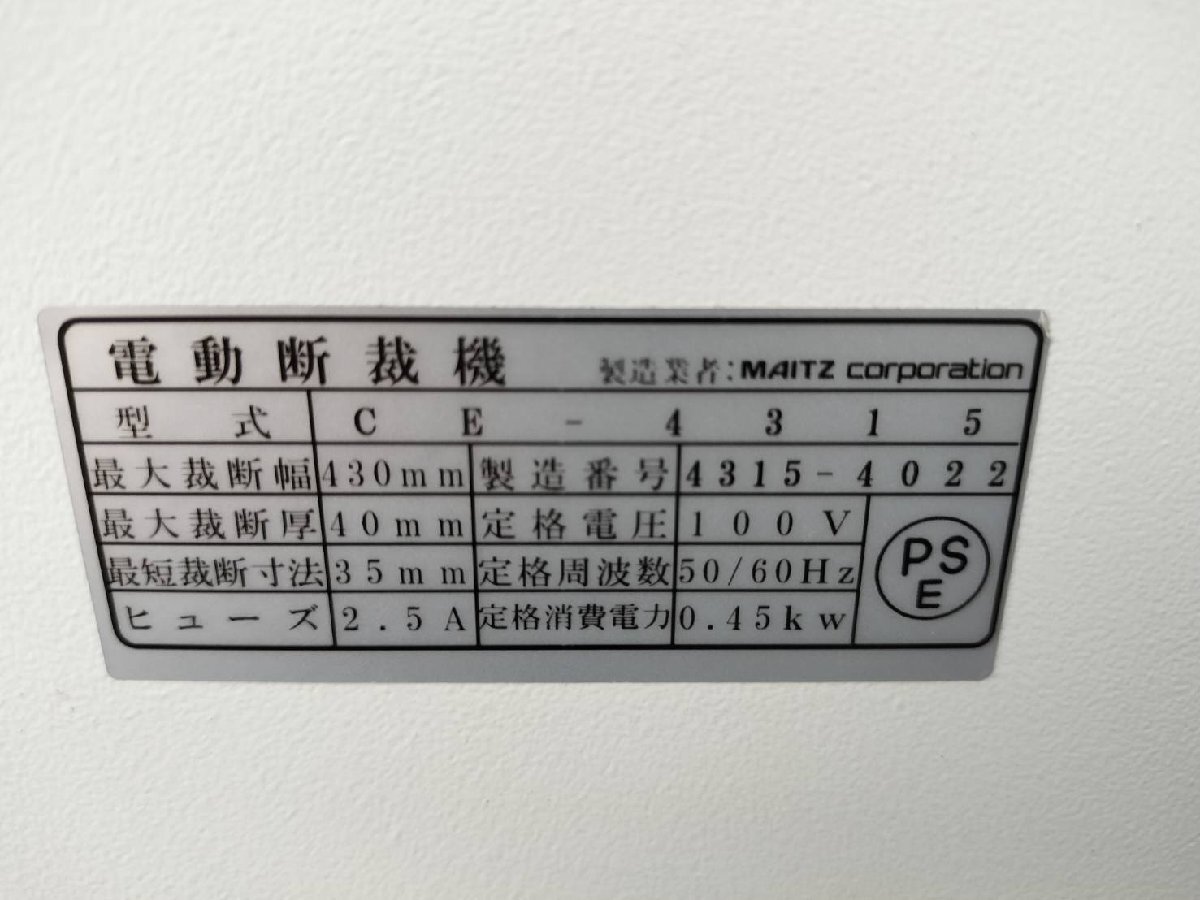 電動断裁機 製造業者:MAITZ corporation
型式 CE-4315
最大裁断幅 430mm 製造番号 4315-4022
最大裁断厚 40mm 定格電圧 100V
最短裁断寸法 35mm 定格周波数 50/60Hz
ヒューズ 2.5A 定格消費電力 0.45kw
PSE